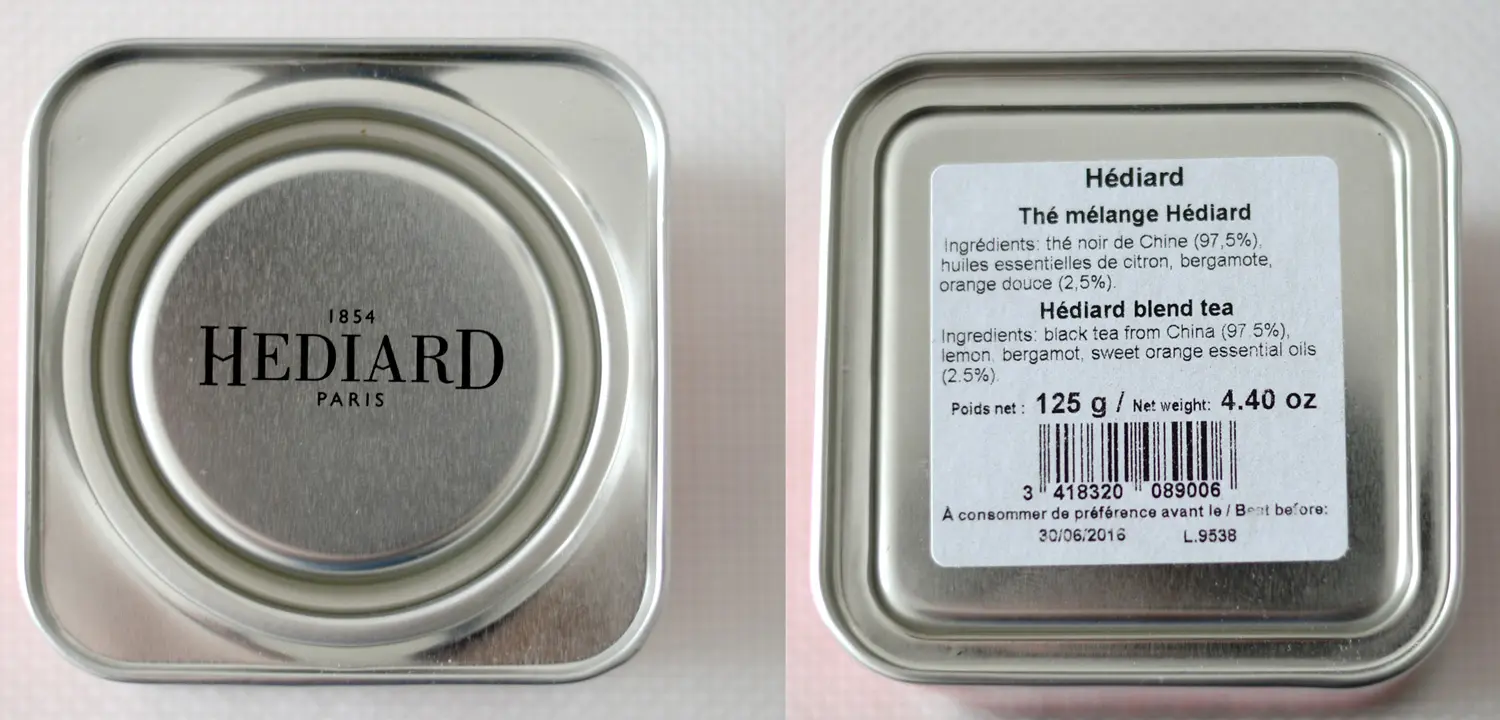 1854
HEDIARD
PARIS
Hédiard
Thé mélange Hédiard
Ingrédients: thé noir de Chine (97,5%),
huiles essentielles de citron, bergamote,
orange douce (2,5%).
Hédiard blend tea
Ingredients: black tea from China (97 5%),
lemon, bergamot, sweet orange essential oils
(2.5%)
Poids net : 125 g / Net weight: 4.40 oz
3 418320 089006
À consommer de préférence avant le / Best before:
30/06/2016 L.9538